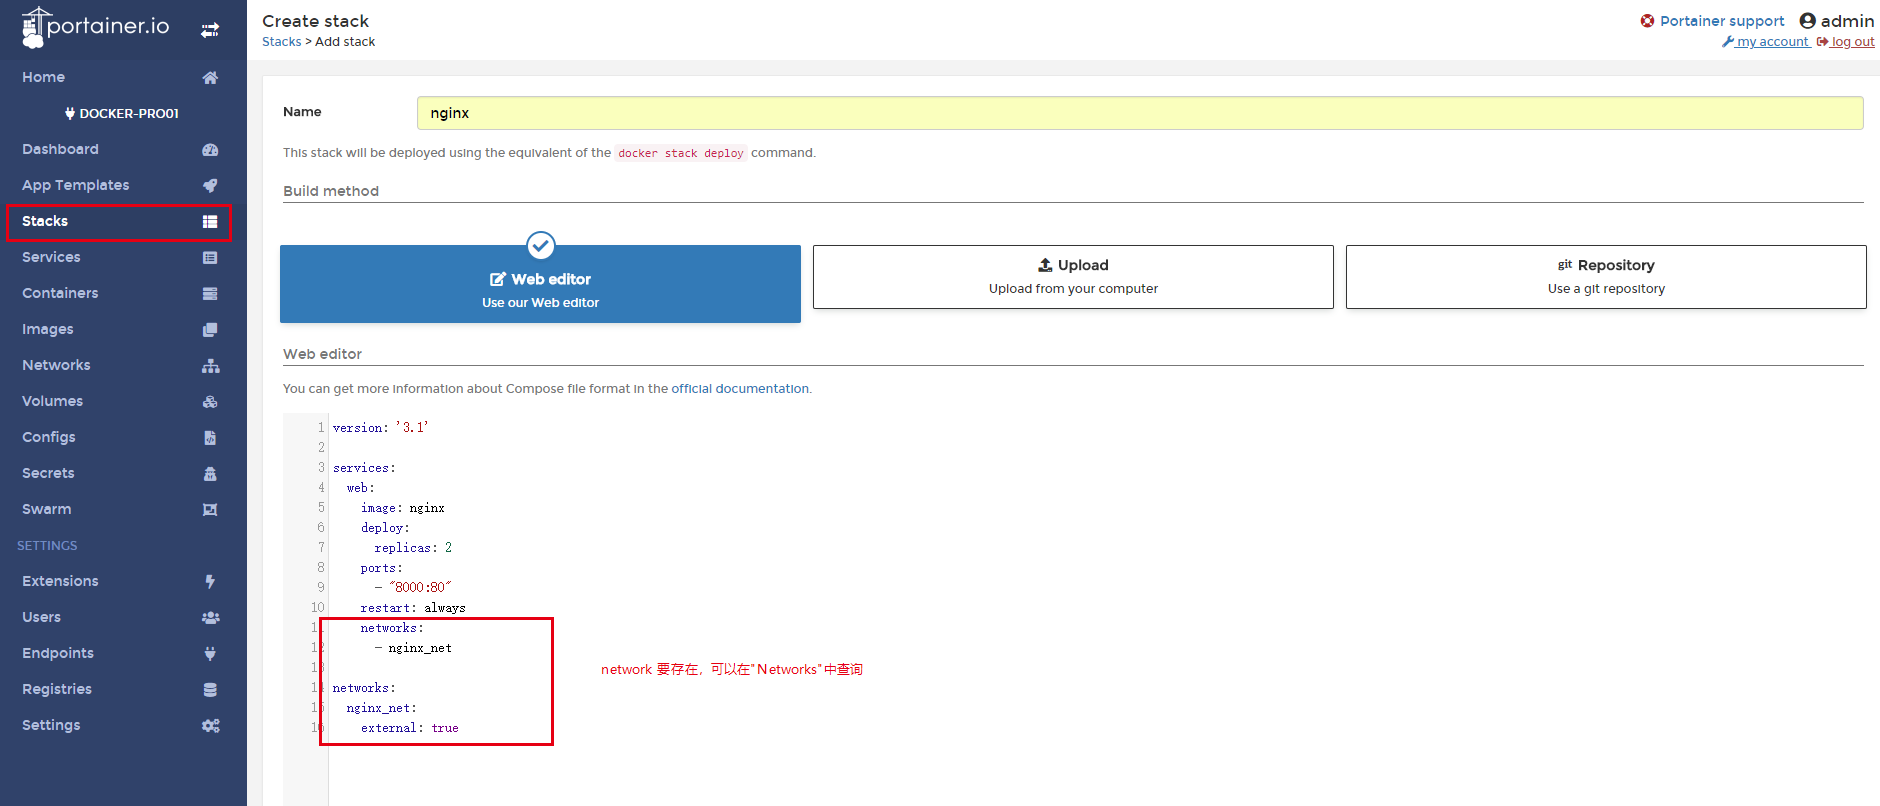 portainer.io
Home
DOCKER-PRO01
Dashboard
App Templates
Stacks
Services
Containers
Images
Networks
Volumes
Configs
Secrets
Swarm
SETTINGS
Extensions
Users
Endpoints
Registries
Settings
Create stack
Stacks > Add stack
Portainer support admin
my account log out
Name nginx
This stack will be deployed using the equivalent of the docker stack deploy command.
Build method
Web editor
Use our Web editor
Upload
Upload from your computer
git Repository
Use a git repository
Web editor
You can get more information about Compose file format in the official documentation.
1 version: '3.1'
2
3 services:
4 web:
5 image: nginx
6 deploy:
7 replicas: 2
8 ports:
9 - "8000:80"
10 restart: always
11 networks:
12 - nginx_net
13
14 networks:
15 nginx_net:
16 external: true
network 要存在，可以在"Networks"中查询